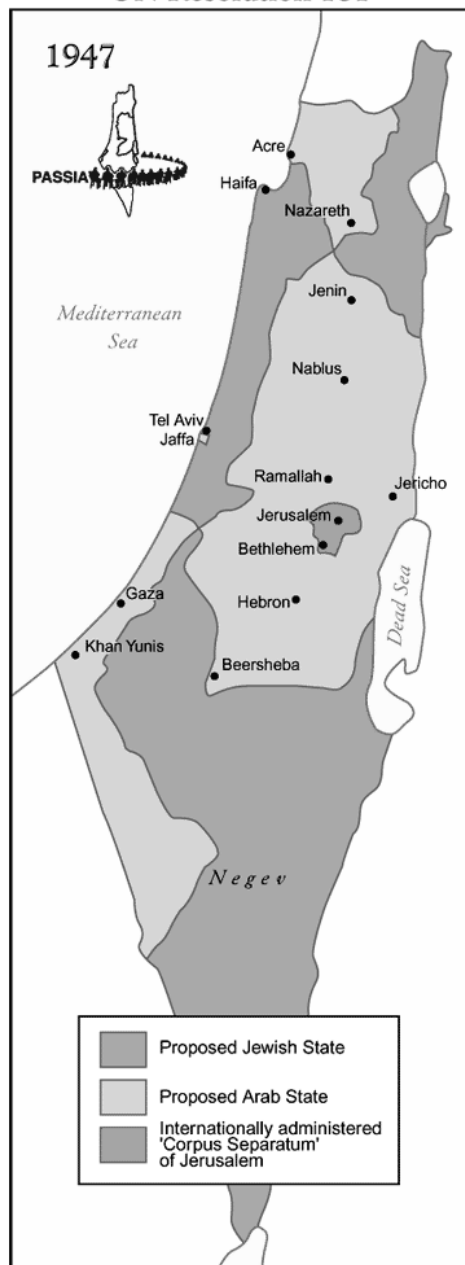 1947
PASSIA
Acre
Haifa
Nazareth
Jenin
Mediterranean
Sea
Nablus
Tel Aviv
Jaffa
Ramallah
Jericho
Jerusalem
Bethlehem
Dead Sea
Gaza
Hebron
Khan Yunis
Beersheba
Negev
Proposed Jewish State
Proposed Arab State
Internationally administered
'Corpus Separatum'
of Jerusalem